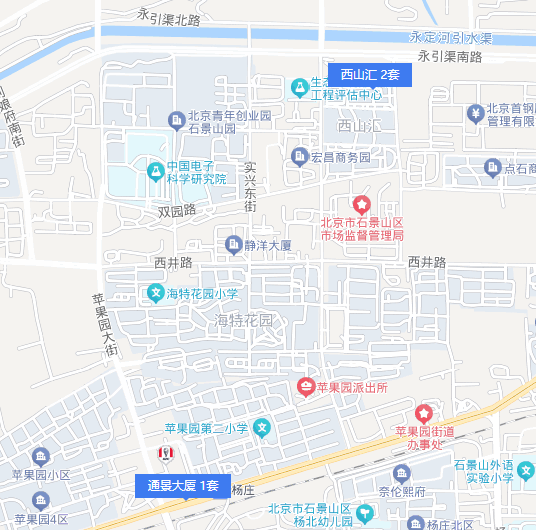 永引渠北路
永定河引水渠
永引渠南路
西山汇 2套
生态
工程评估中心
北京青年创业园
石景山园
北京首钢
管理有限
娘府南街
西山汇
宏昌商务园
中国电子
科学研究院
点石商
实兴东街
双园路
北京市石景山区
市场监督管理局
静洋大厦
西井路
西井路
海特花园小学
苹果园大街
海特花园
苹果园派出所
苹果园第二小学
苹果园街道
办事处
苹果园小区
石景山外语
实验小学
通景大厦 1套
杨庄
奈伦熙府
苹果园4区
北京市石景山区
杨北幼儿园
杨庄北区